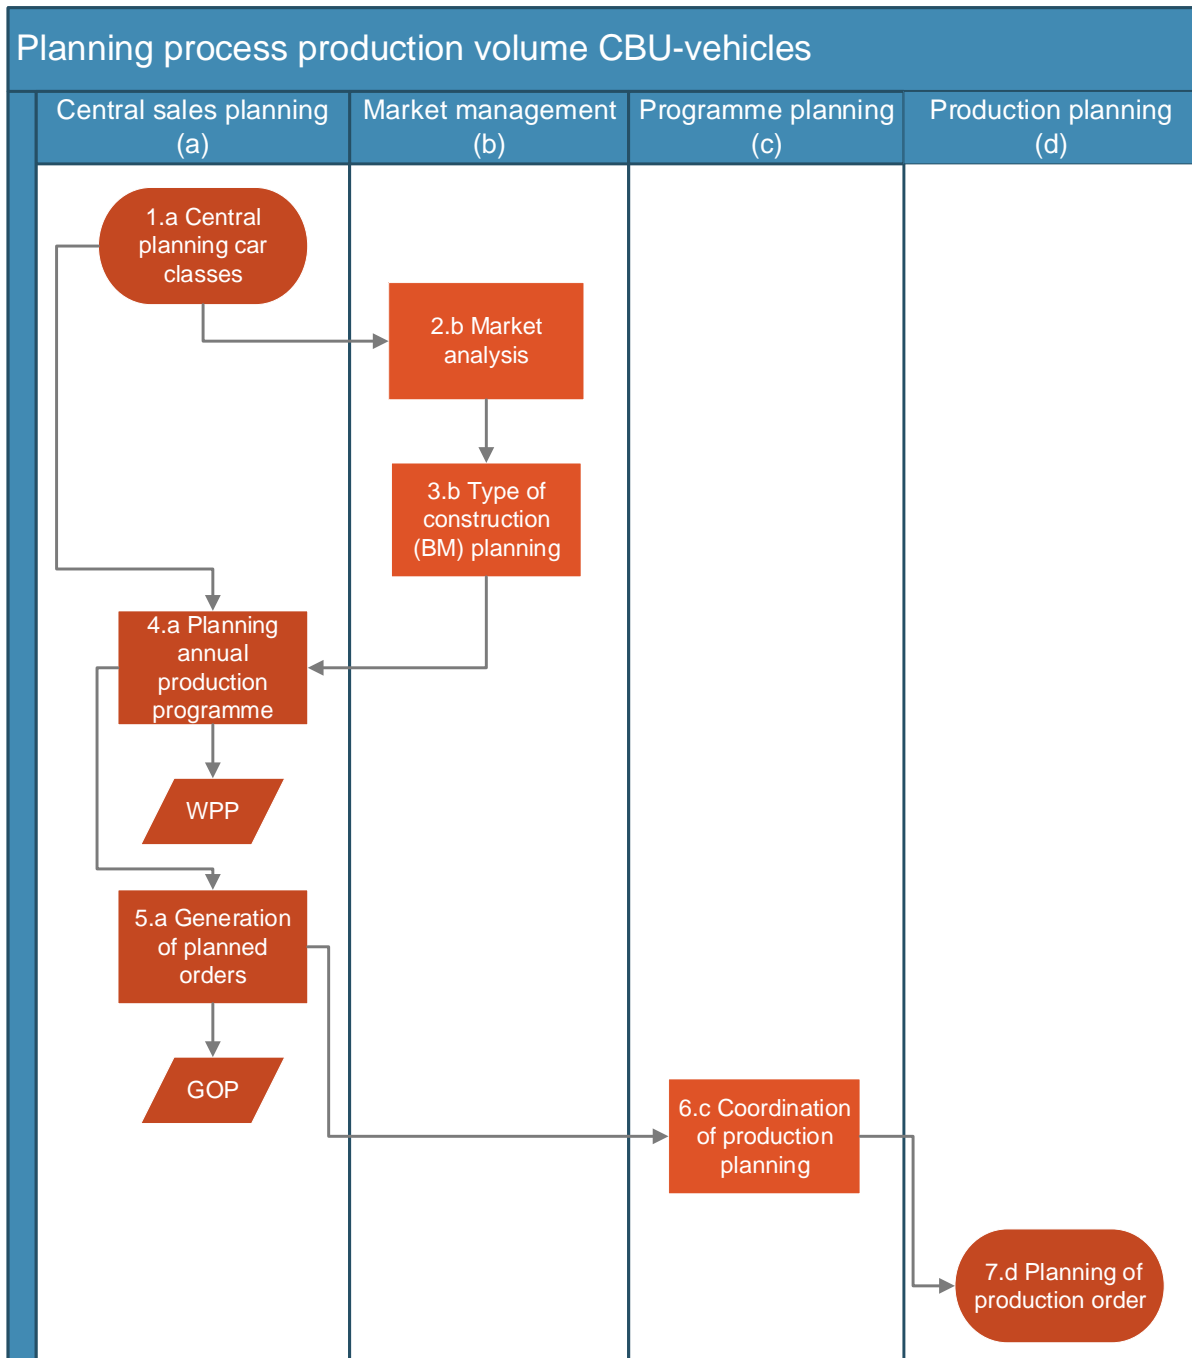 Planning process production volume CBU-vehicles
Central sales planning
(a)
Market management
(b)
Programme planning
(c)
Production planning
(d)
1.a Central
planning car
classes
2.b Market
analysis
3.b Type of
construction
(BM) planning
4.a Planning
annual
production
programme
WPP
5.a Generation
of planned
orders
GOP
6.c Coordination
of production
planning
7.d Planning of
production order